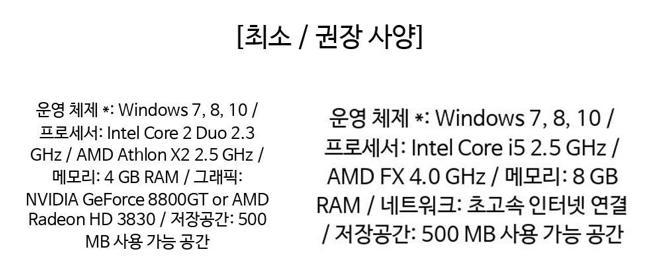 [최소 / 권장 사양]
운영 체제 *: Windows 7, 8, 10 /
프로세서: Intel Core 2 Duo 2.3
GHz / AMD Athlon X2 2.5 GHz /
메모리: 4 GB RAM / 그래픽:
NVIDIA GeForce 8800GT or AMD
Radeon HD 3830 / 저장공간: 500
MB 사용 가능 공간
운영 체제 *: Windows 7, 8, 10 /
프로세서: Intel Core i5 2.5 GHz /
AMD FX 4.0 GHz / 메모리: 8 GB
RAM / 네트워크: 초고속 인터넷 연결
/ 저장공간: 500 MB 사용 가능 공간